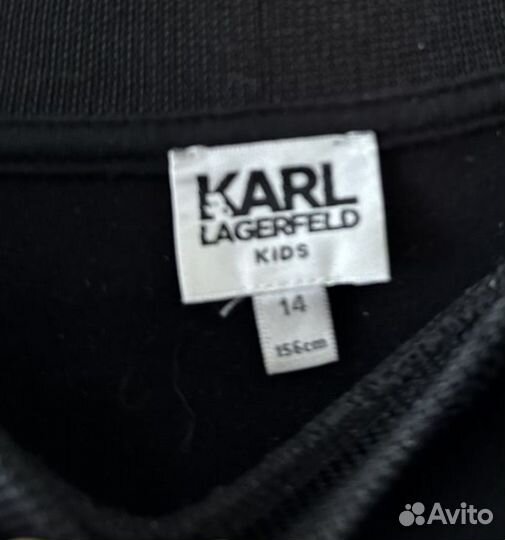 KARL
LAGERFELD
KIDS
14
156cm
Avito